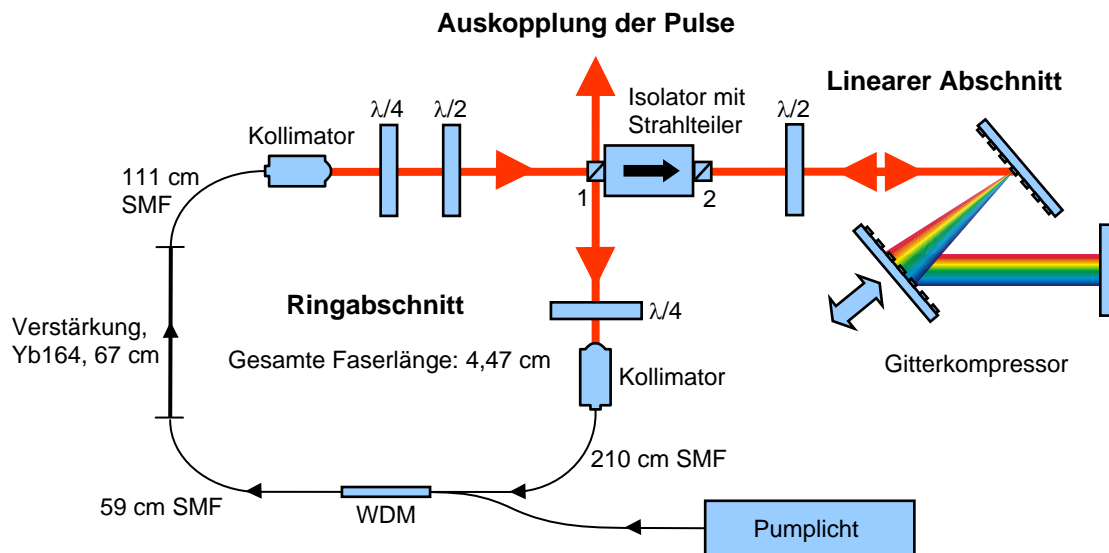 Auskopplung der Pulse
Linearer Abschnitt
Isolator mit
Strahlteiler
λ/4
λ/2
λ/2
Kollimator
111 cm
SMF
1
2
Ringabschnitt
λ/4
Verstärkung,
Yb164, 67 cm
Gesamte Faserlänge: 4,47 cm
Kollimator
Gitterkompressor
210 cm SMF
59 cm SMF
WDM
Pumplicht